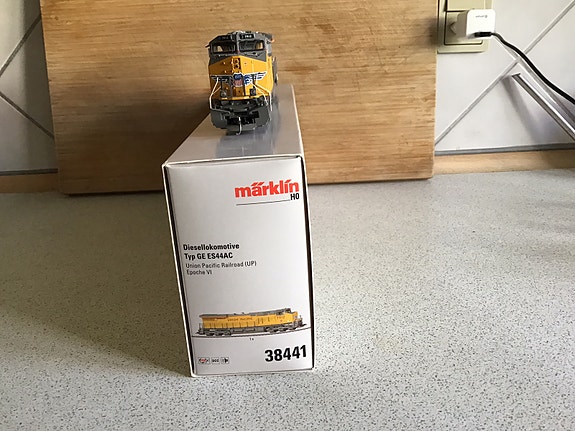 märklin
H0
Diesellokomotive
Typ GE ES44AC
Union Pacific Railroad (UP)
Epoche VI
38441